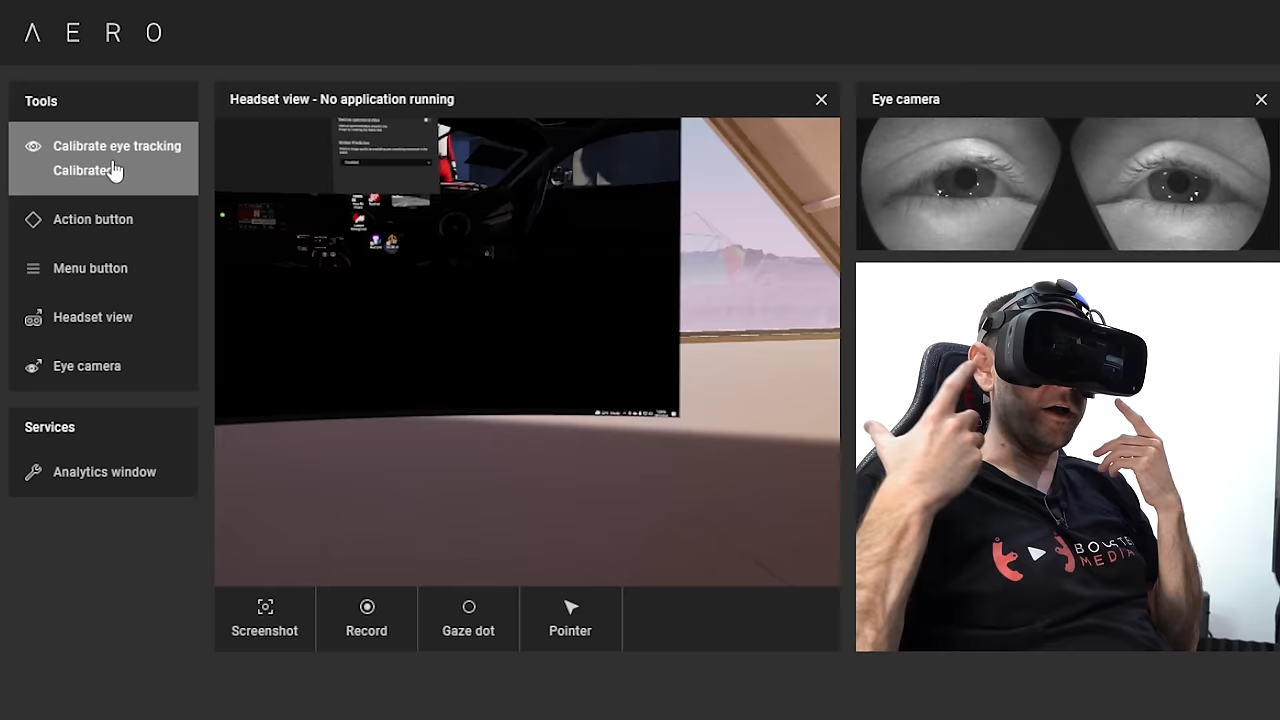 AERO
Tools
Calibrate eye tracking
Calibrated
Action button
Menu button
Headset view
Eye camera
Services
Analytics window
Headset view - No application running
Screenshot
Record
Gaze dot
Pointer
Eye camera
BOOSTED
MEDIA